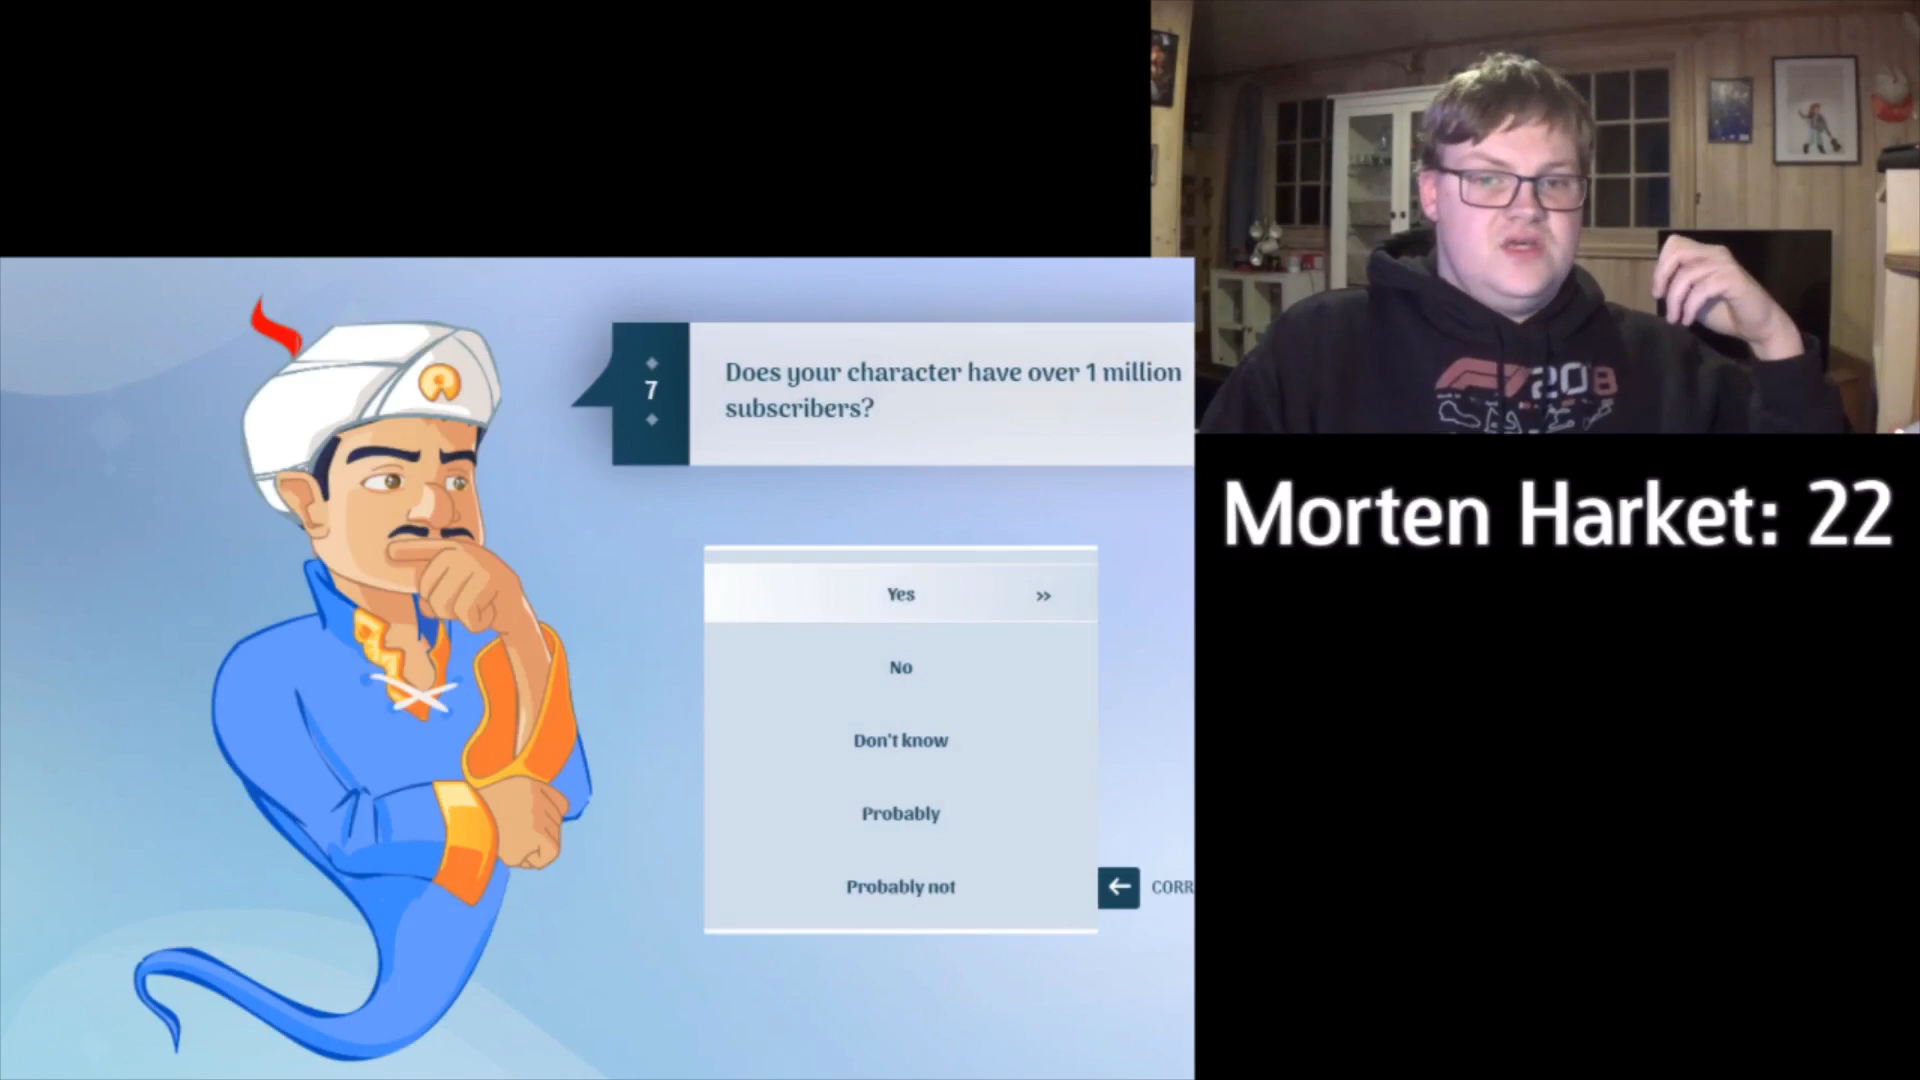 7
Does your character have over 1 million
subscribers?
Yes
No
Don't know
Probably
Probably not
CORR
Morten Harket: 22